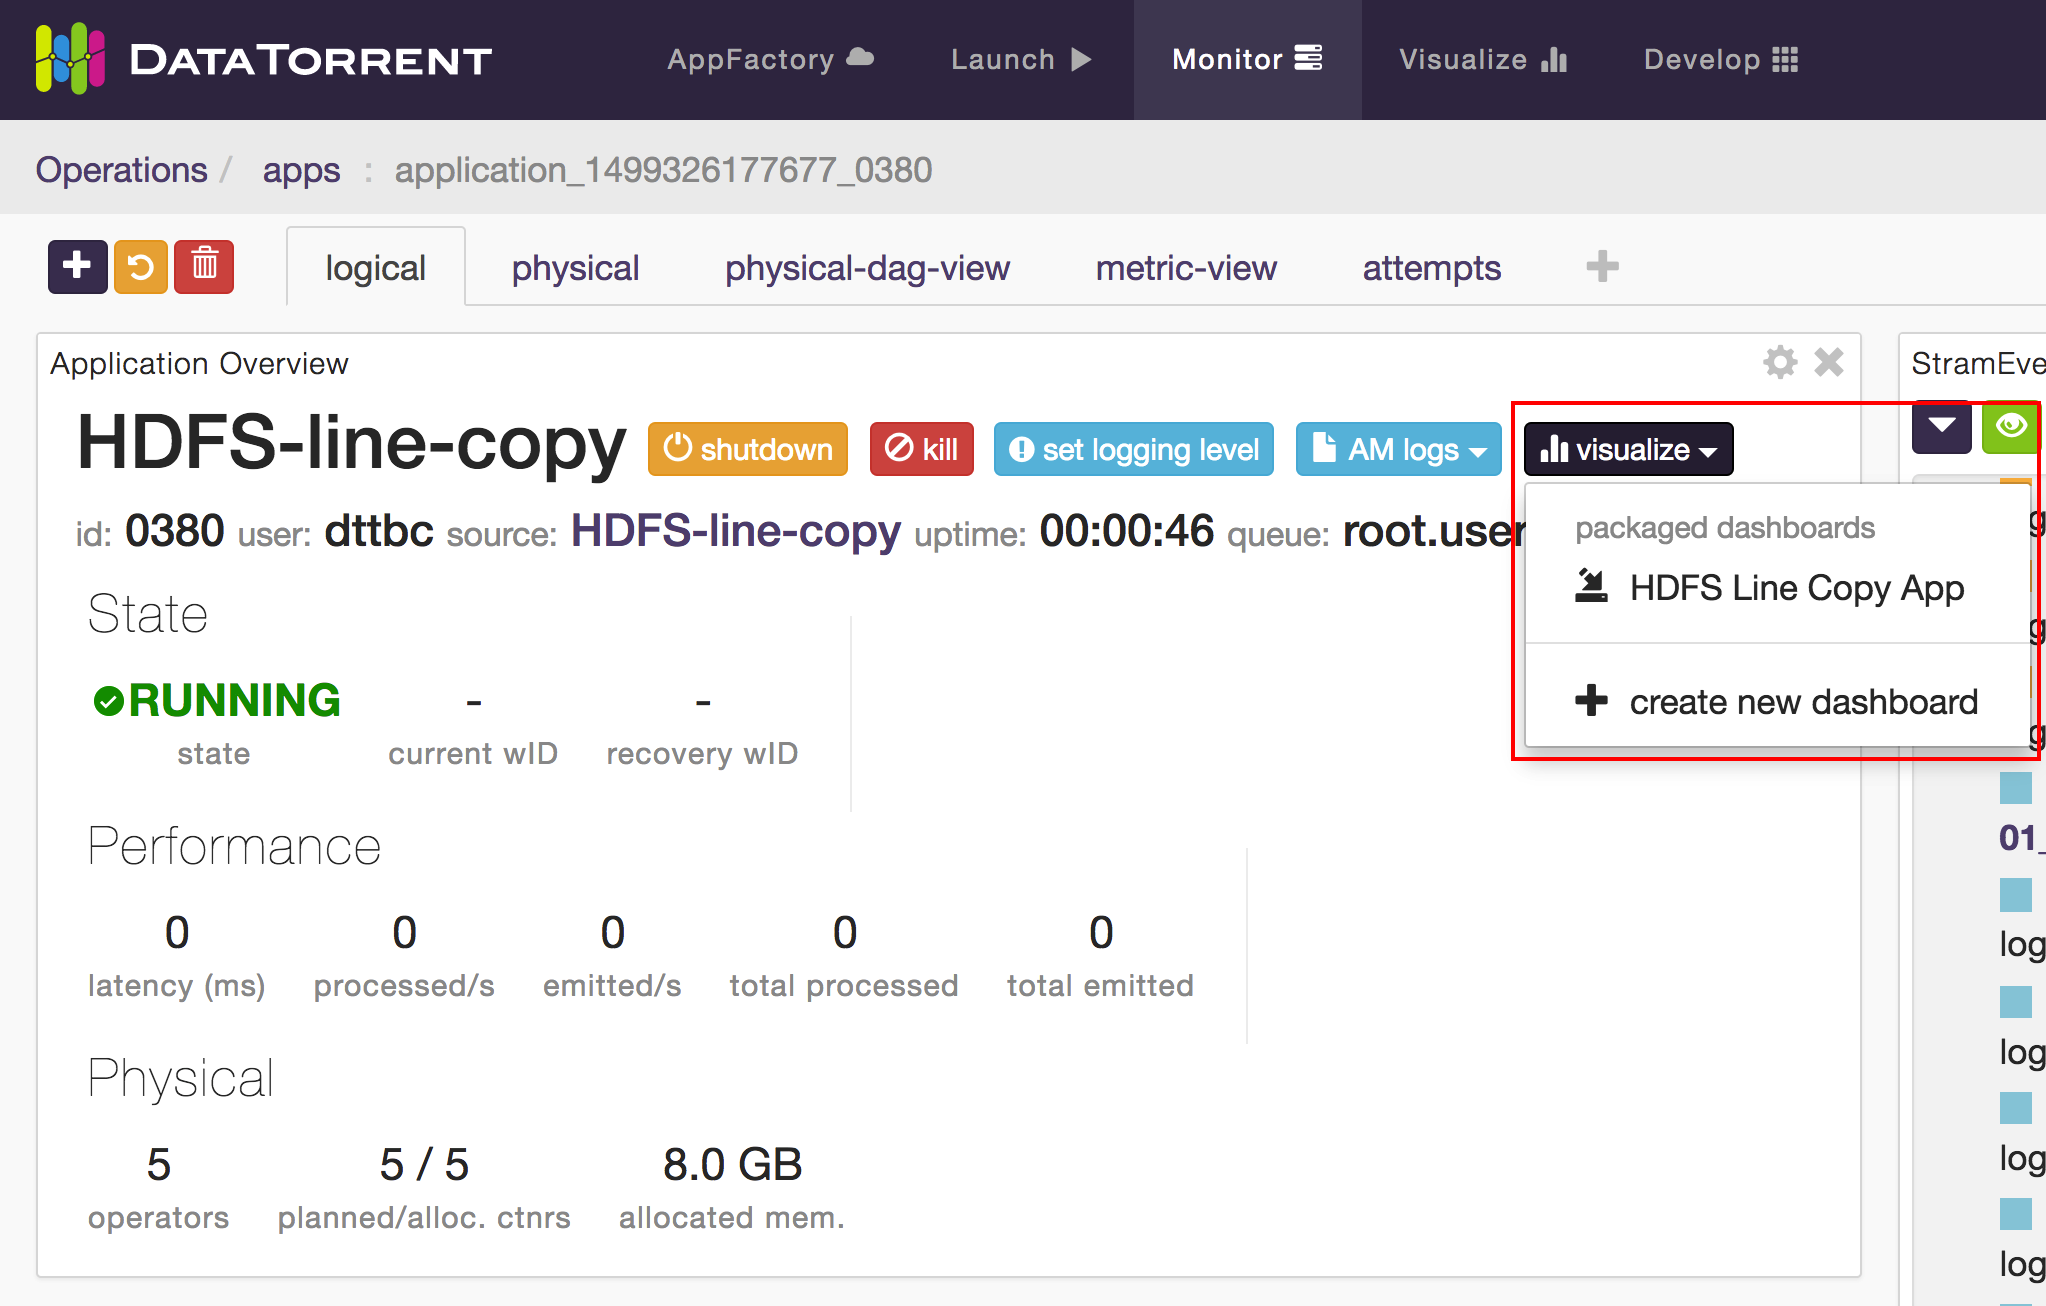 DATATORRENT AppFactory Launch Monitor Visualize Develop
Operations / apps : application_1499326177677_0380
logical physical physical-dag-view metric-view attempts
Application Overview
HDFS-line-copy shutdown kill set logging level AM logs visualize
id: 0380 user: dttbc source: HDFS-line-copy uptime: 00:00:46 queue: root.user
packaged dashboards
HDFS Line Copy App
create new dashboard
State
RUNNING - -
state current wID recovery wID
Performance
0 0 0 0 0
latency (ms) processed/s emitted/s total processed total emitted
Physical
5 5 / 5 8.0 GB
operators planned/alloc. ctnrs allocated mem.
StramEve
01_
log
log
log
log